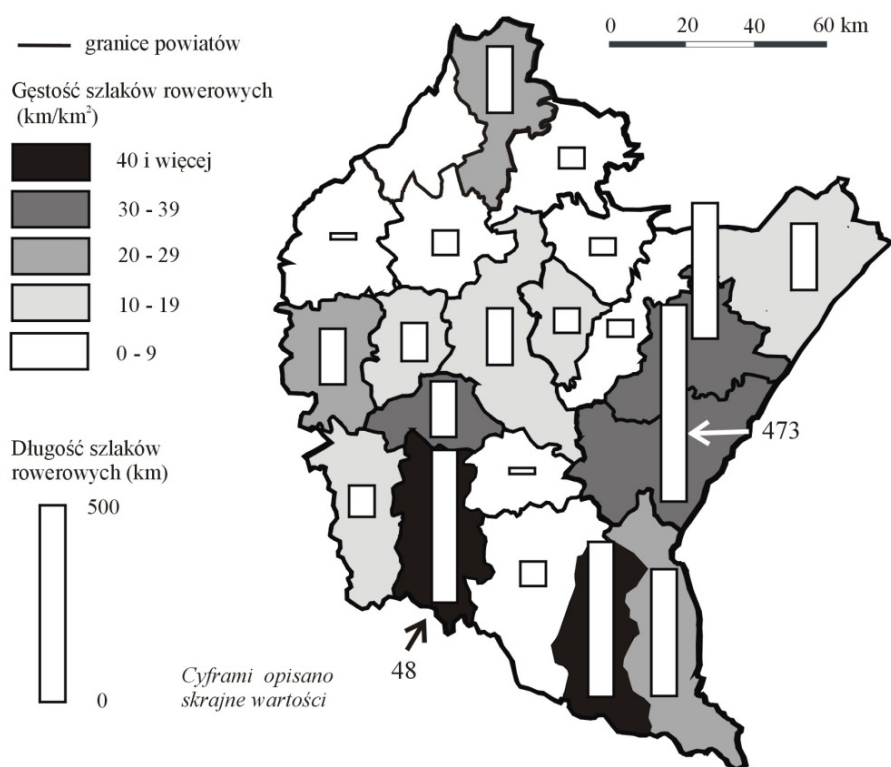 granice powiatów
Gęstość szlaków rowerowych
(km/km²)
40 i więcej
30 - 39
20 - 29
10 - 19
0 - 9
Długość szlaków
rowerowych (km)
500
0
0 20 40 60 km
473
48
Cyframi opisano
skrajne wartości